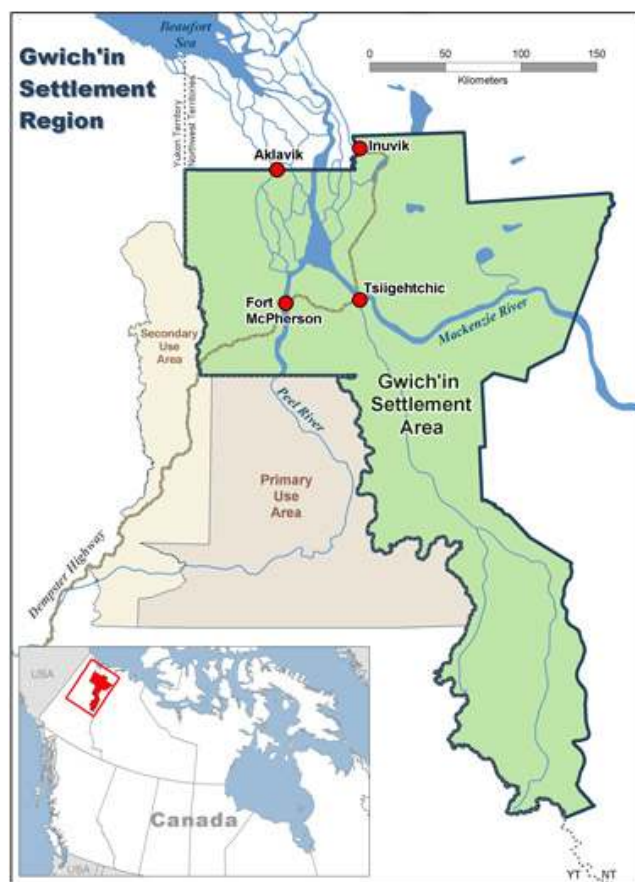 Beaufort
Sea
Gwich'in
Settlement
Region
0 50 100 150
Kilometers
Yukon Territory
Northwest Territories
Aklavik
Inuvik
Fort
McPherson
Tsiigehtchic
Mackenzie River
Secondary
Use
Area
Gwich'in
Settlement
Area
Peel River
Primary
Use
Area
Dempster Highway
USA
Canada
USA
YT NT